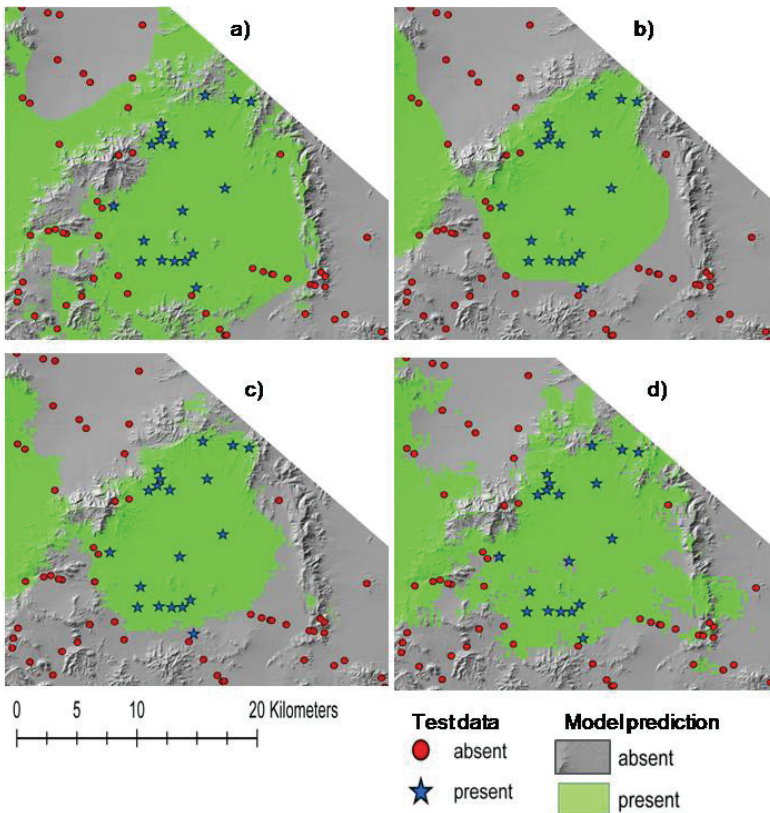 a)
b)
c)
d)
0 5 10 20 Kilometers
Test data
absent
present
Model prediction
absent
present